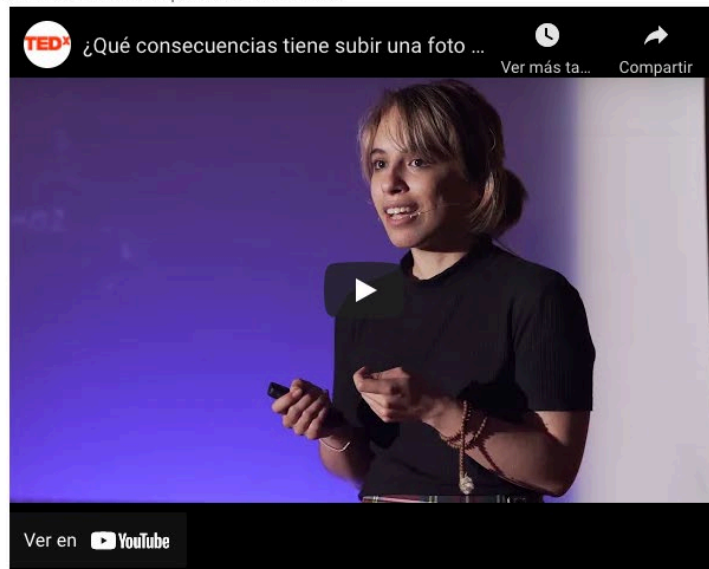 TEDx
¿Qué consecuencias tiene subir una foto ...
Ver más ta...
Compartir
Ver en YouTube